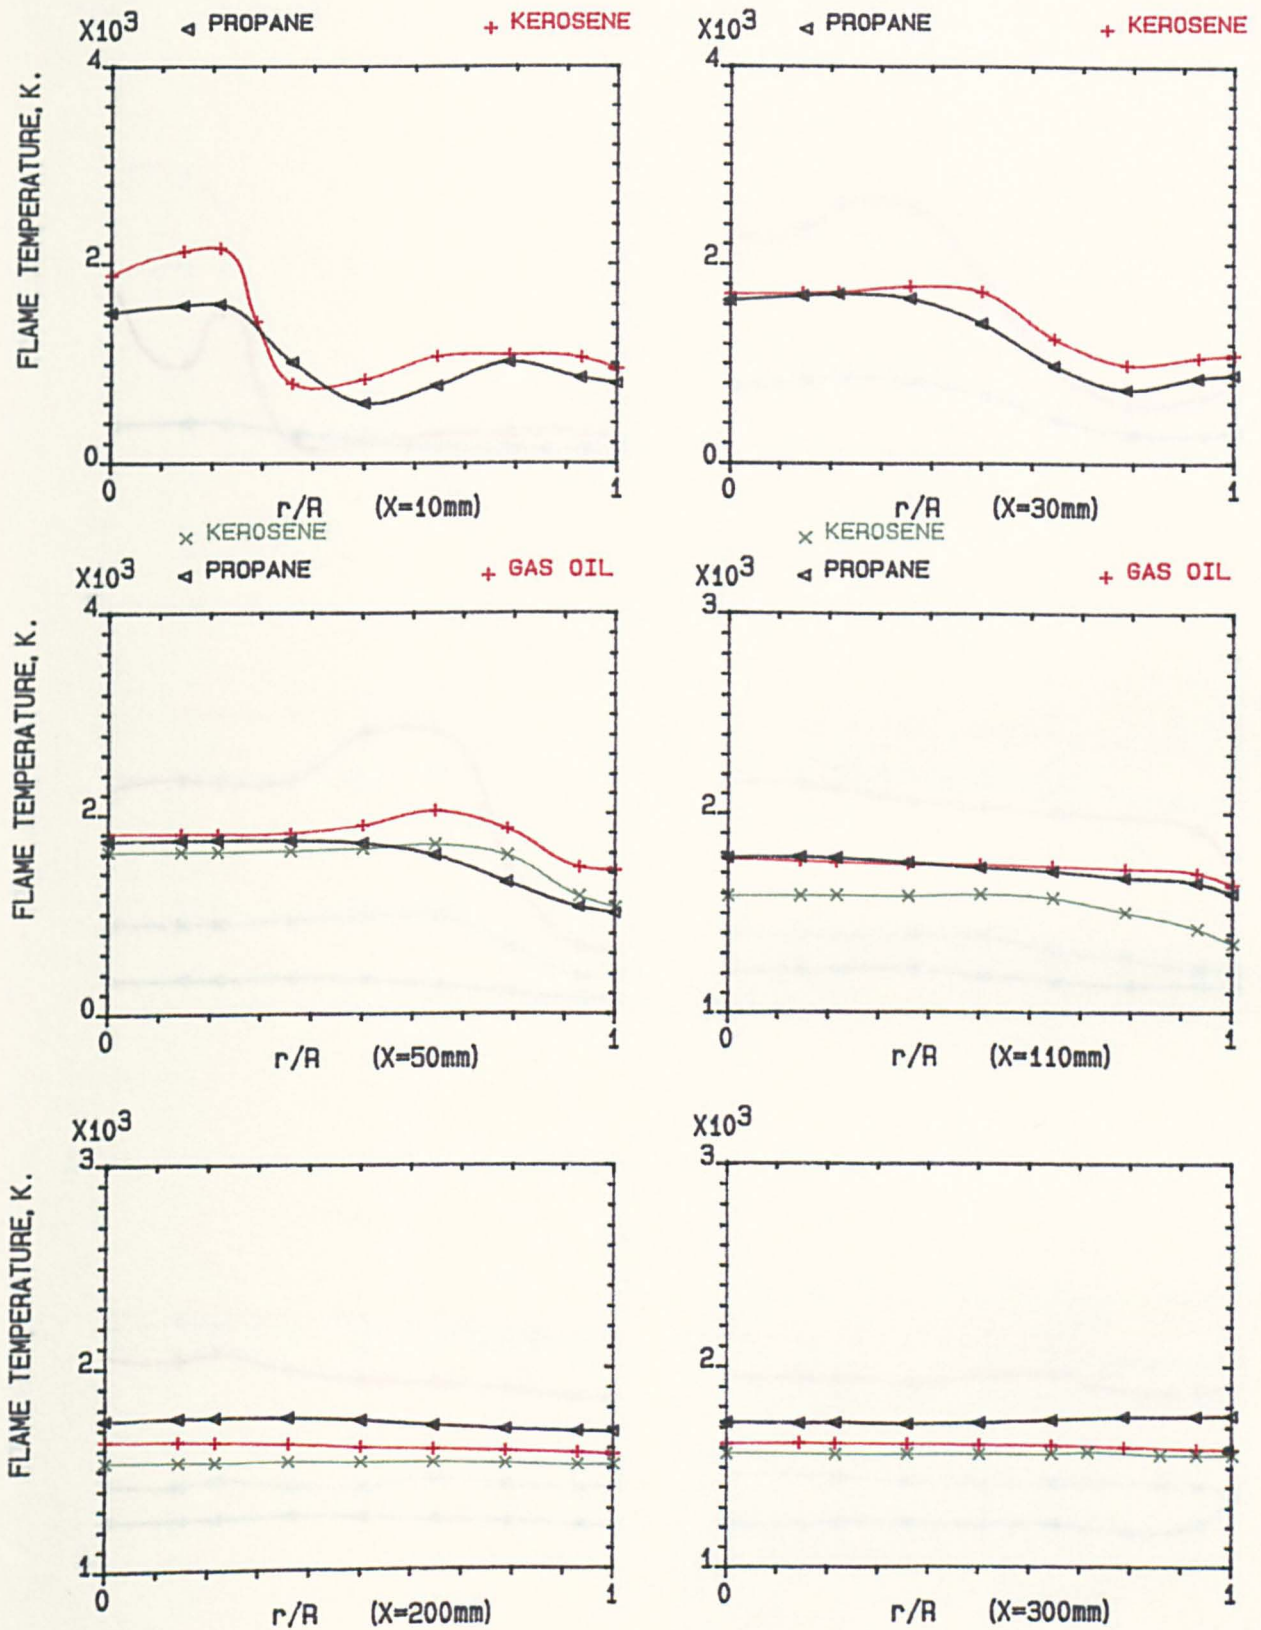 X10³ ◁ PROPANE + KEROSENE
4
2
0
0 1
FLAME TEMPERATURE, K.
r/R (X=10mm)
X10³ ◁ PROPANE + KEROSENE
4
2
0
0 1
r/R (X=30mm)
× KEROSENE
X10³ ◁ PROPANE + GAS OIL
4
2
0
0 1
FLAME TEMPERATURE, K.
r/R (X=50mm)
× KEROSENE
X10³ ◁ PROPANE + GAS OIL
3
2
1
0 1
r/R (X=110mm)
X10³
3
2
1
0 1
FLAME TEMPERATURE, K.
r/R (X=200mm)
X10³
3
2
1
0 1
r/R (X=300mm)